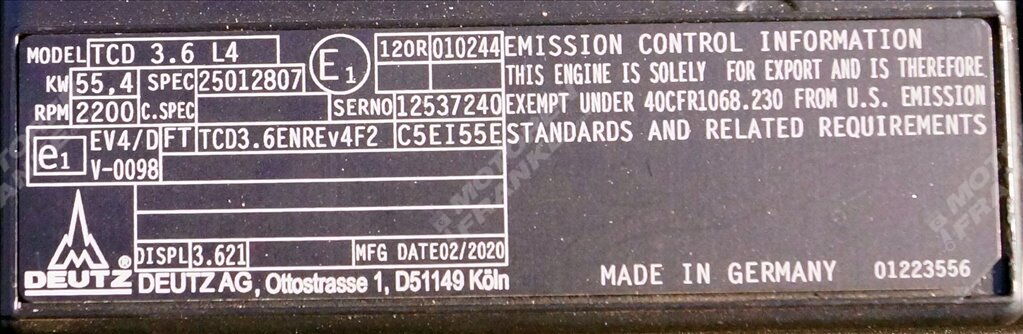 MODEL TCD 3.6 L4 E1 120R 010244
KW 55,4 SPEC 25012807
RPM 2200 C.SPEC SERNO 12537240
e1 EV4/D FT TCD3.6ENREv4F2 C5EI55E
V-0098
DISPL 3.621 MFG DATE02/2020
DEUTZ® DEUTZ AG, Ottostrasse 1, D51149 Köln
EMISSION CONTROL INFORMATION
THIS ENGINE IS SOLELY FOR EXPORT AND IS THEREFORE
EXEMPT UNDER 40CFR1068.230 FROM U.S. EMISSION
STANDARDS AND RELATED REQUIREMENTS
MADE IN GERMANY 01223556